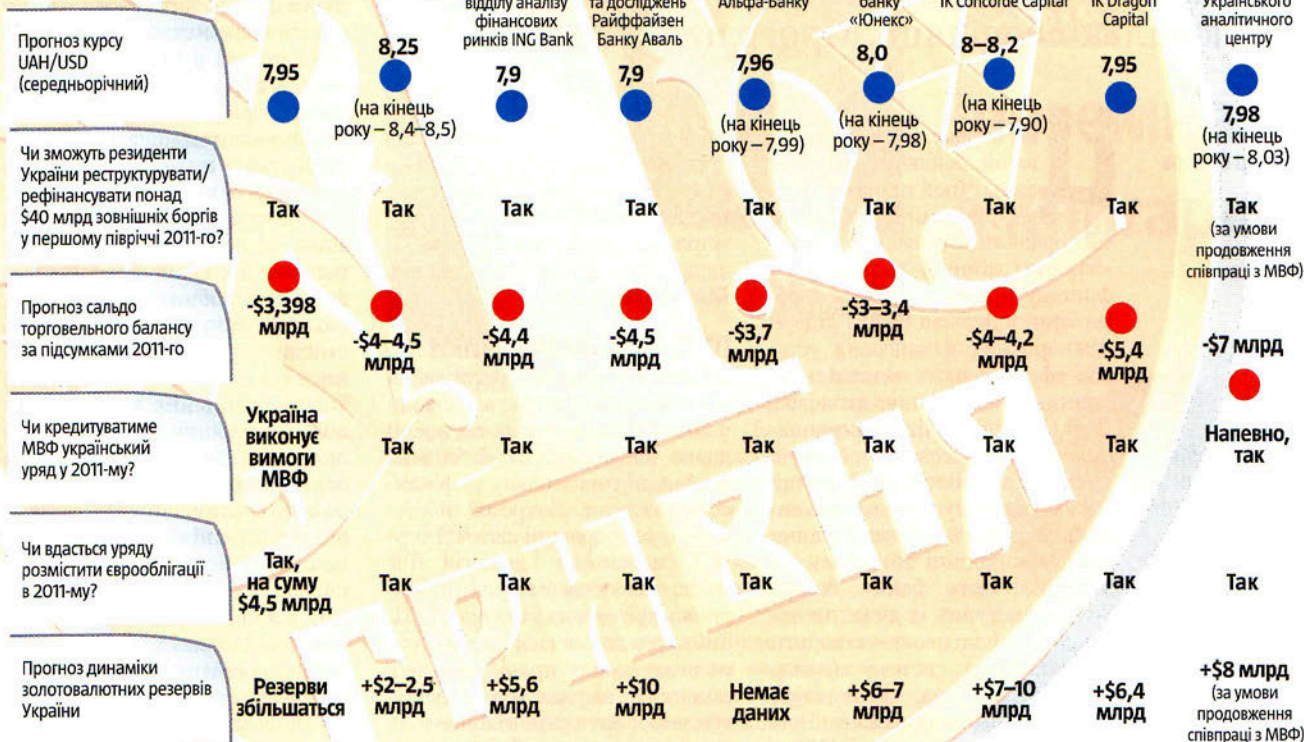 відділу аналізу
фінансових
ринків ING Bank
та досліджень
Райффайзен
Банку Аваль
Альфа-Банку
банку
«Юнекс»
ІК Concorde Capital
ІК Dragon
Capital
Українського
аналітичного
центру
Прогноз курсу
UAH/USD
(середньорічний)
7,95
8,25
(на кінець
року – 8,4–8,5)
7,9
7,9
7,96
(на кінець
року – 7,99)
8,0
(на кінець
року – 7,98)
8–8,2
(на кінець
року – 7,90)
7,95
7,98
(на кінець
року – 8,03)
Чи зможуть резиденти
України реструктурувати/
рефінансувати понад
$40 млрд зовнішніх боргів
у першому півріччі 2011-го?
Так
Так
Так
Так
Так
Так
Так
Так
Так
(за умови
продовження
співпраці з МВФ)
Прогноз сальдо
торговельного балансу
за підсумками 2011-го
-$3,398
млрд
-$4–4,5
млрд
-$4,4
млрд
-$4,5
млрд
-$3,7
млрд
-$3–3,4
млрд
-$4–4,2
млрд
-$5,4
млрд
-$7 млрд
Чи кредитуватиме
МВФ український
уряд у 2011-му?
Україна
виконує
вимоги
МВФ
Так
Так
Так
Так
Так
Так
Так
Напевно,
так
Чи вдасться уряду
розмістити єврооблігації
в 2011-му?
Так,
на суму
$4,5 млрд
Так
Так
Так
Так
Так
Так
Так
Так
Прогноз динаміки
золотовалютних резервів
України
Резерви
збільшаться
+$2–2,5
млрд
+$5,6
млрд
+$10
млрд
Немає
даних
+$6–7
млрд
+$7–10
млрд
+$6,4
млрд
+$8 млрд
(за умови
продовження
співпраці з МВФ)